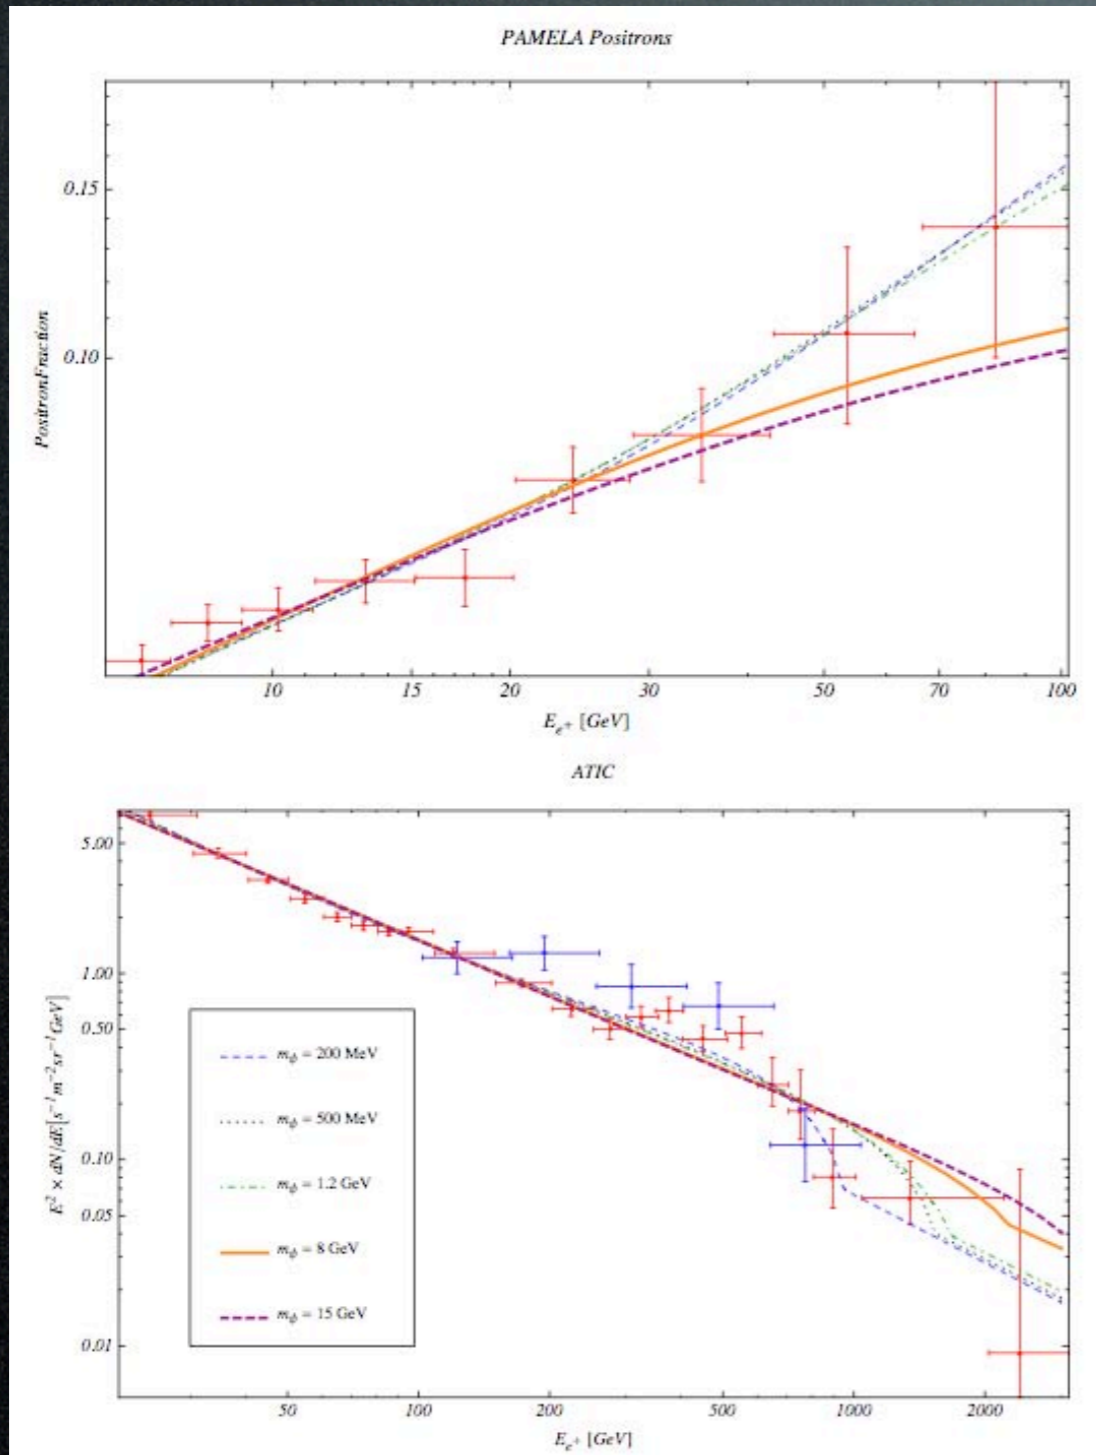 PAMELA Positrons
0.15
0.10
PositronFraction
10 15 20 30 50 70 100
E_e+ [GeV]
ATIC
5.00
1.00
0.50
0.10
0.05
0.01
E² × dN/dE[s⁻¹m⁻²sr⁻¹GeV]
m_ϕ = 200 MeV
m_ϕ = 500 MeV
m_ϕ = 1.2 GeV
m_ϕ = 8 GeV
m_ϕ = 15 GeV
50 100 200 500 1000 2000
E_e+ [GeV]